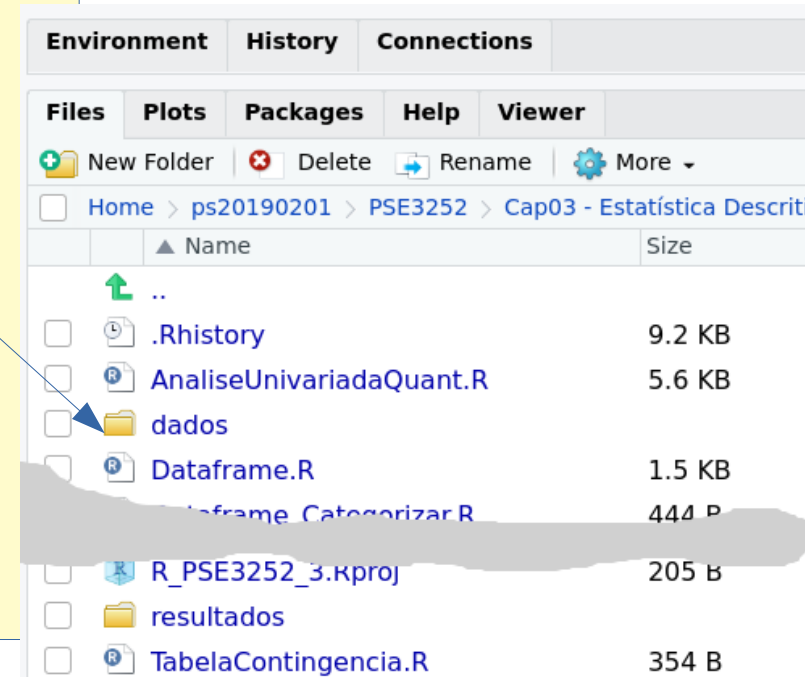 Environment History Connections
Files Plots Packages Help Viewer
New Folder Delete Rename More
Home > ps20190201 > PSE3252 > Cap03 - Estatística Descriti
Name Size
..
.Rhistory 9.2 KB
AnaliseUnivariadaQuant.R 5.6 KB
dados
Dataframe.R 1.5 KB
Dataframe_Categorizar.R 444 B
R_PSE3252_3.Rproj 205 B
resultados
TabelaContingencia.R 354 B